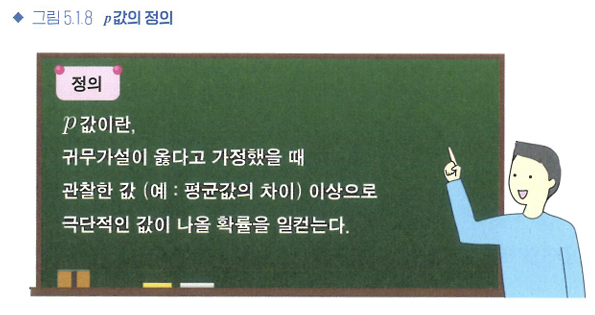 ◆ 그림 5.1.8 p값의 정의
정의
p값이란,
귀무가설이 옳다고 가정했을 때
관찰한 값 (예 : 평균값의 차이) 이상으로
극단적인 값이 나올 확률을 일컫는다.